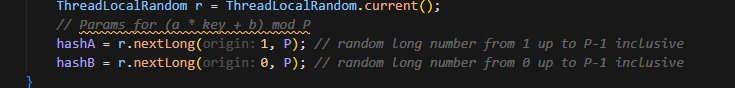 ThreadLocalRandom r = ThreadLocalRandom.current();
// Params for (a * key + b) mod P
hashA = r.nextLong(origin: 1, P); // random long number from 1 up to P-1 inclusive
hashB = r.nextLong(origin: 0, P); // random long number from 0 up to P-1 inclusive
}